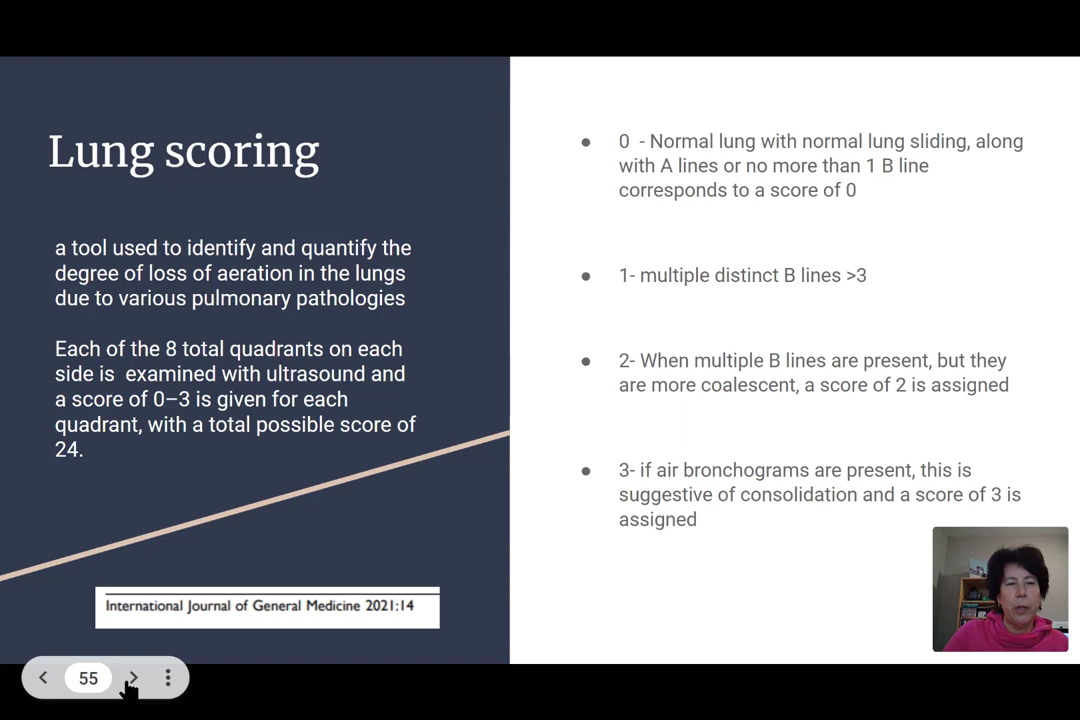 Lung scoring
a tool used to identify and quantify the
degree of loss of aeration in the lungs
due to various pulmonary pathologies
Each of the 8 total quadrants on each
side is examined with ultrasound and
a score of 0–3 is given for each
quadrant, with a total possible score of
24.
International Journal of General Medicine 2021:14
● 0 - Normal lung with normal lung sliding, along
with A lines or no more than 1 B line
corresponds to a score of 0
● 1- multiple distinct B lines >3
● 2- When multiple B lines are present, but they
are more coalescent, a score of 2 is assigned
● 3- if air bronchograms are present, this is
suggestive of consolidation and a score of 3 is
assigned
55